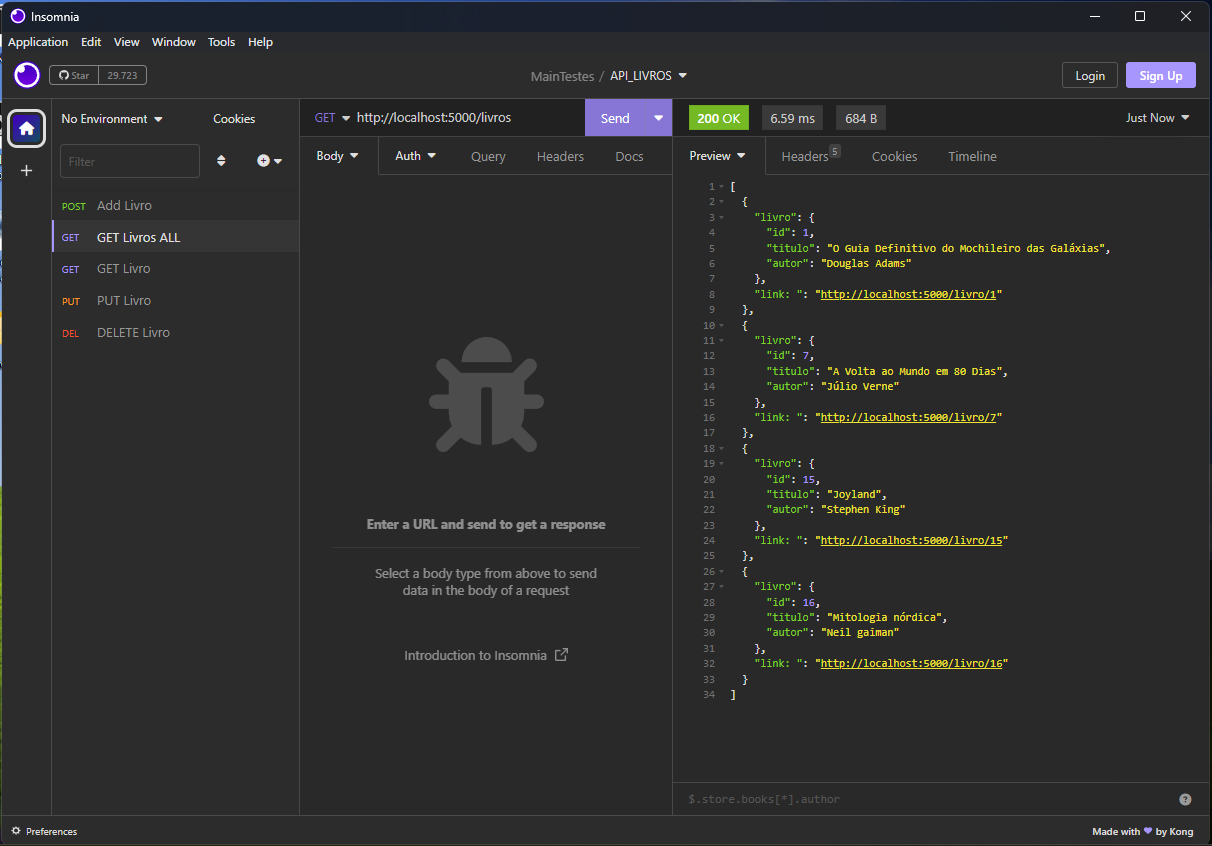 Insomnia
Application Edit View Window Tools Help
Star 29.723
MainTestes / API_LIVROS
Login Sign Up
No Environment Cookies
Filter
POST Add Livro
GET GET Livros ALL
GET GET Livro
PUT PUT Livro
DEL DELETE Livro
GET http://localhost:5000/livros Send
Body Auth Query Headers Docs
Enter a URL and send to get a response
Select a body type from above to send
data in the body of a request
Introduction to Insomnia
200 OK 6.59 ms 684 B Just Now
Preview Headers 5 Cookies Timeline
1 [
2 {
3 "livro": {
4 "id": 1,
5 "titulo": "O Guia Definitivo do Mochileiro das Galáxias",
6 "autor": "Douglas Adams"
7 },
8 "link: ": "http://localhost:5000/livro/1"
9 },
10 {
11 "livro": {
12 "id": 7,
13 "titulo": "A Volta ao Mundo em 80 Dias",
14 "autor": "Júlio Verne"
15 },
16 "link: ": "http://localhost:5000/livro/7"
17 },
18 {
19 "livro": {
20 "id": 15,
21 "titulo": "Joyland",
22 "autor": "Stephen King"
23 },
24 "link: ": "http://localhost:5000/livro/15"
25 },
26 {
27 "livro": {
28 "id": 16,
29 "titulo": "Mitologia nórdica",
30 "autor": "Neil gaiman"
31 },
32 "link: ": "http://localhost:5000/livro/16"
33 }
34 ]
$.store.books[*].author
Preferences
Made with by Kong